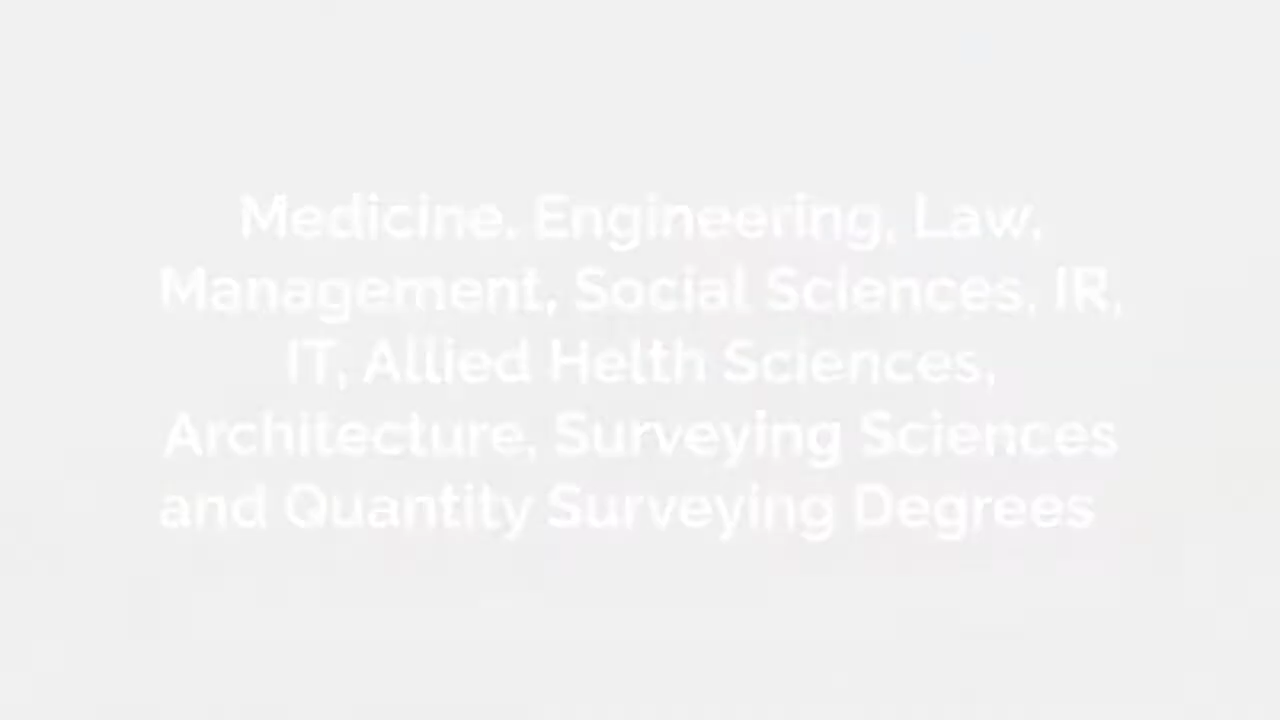 Medicine, Engineering, Law,
Management, Social Sciences, IR,
IT, Allied Helth Sciences,
Architecture, Surveying Sciences
and Quantity Surveying Degrees